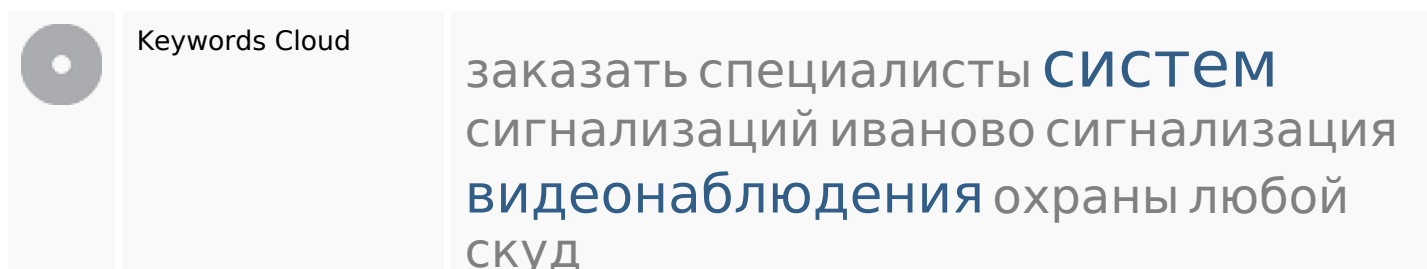 Keywords Cloud
заказать специалисты систем
сигнализаций иваново сигнализация
видеонаблюдения охраны любой
скуд